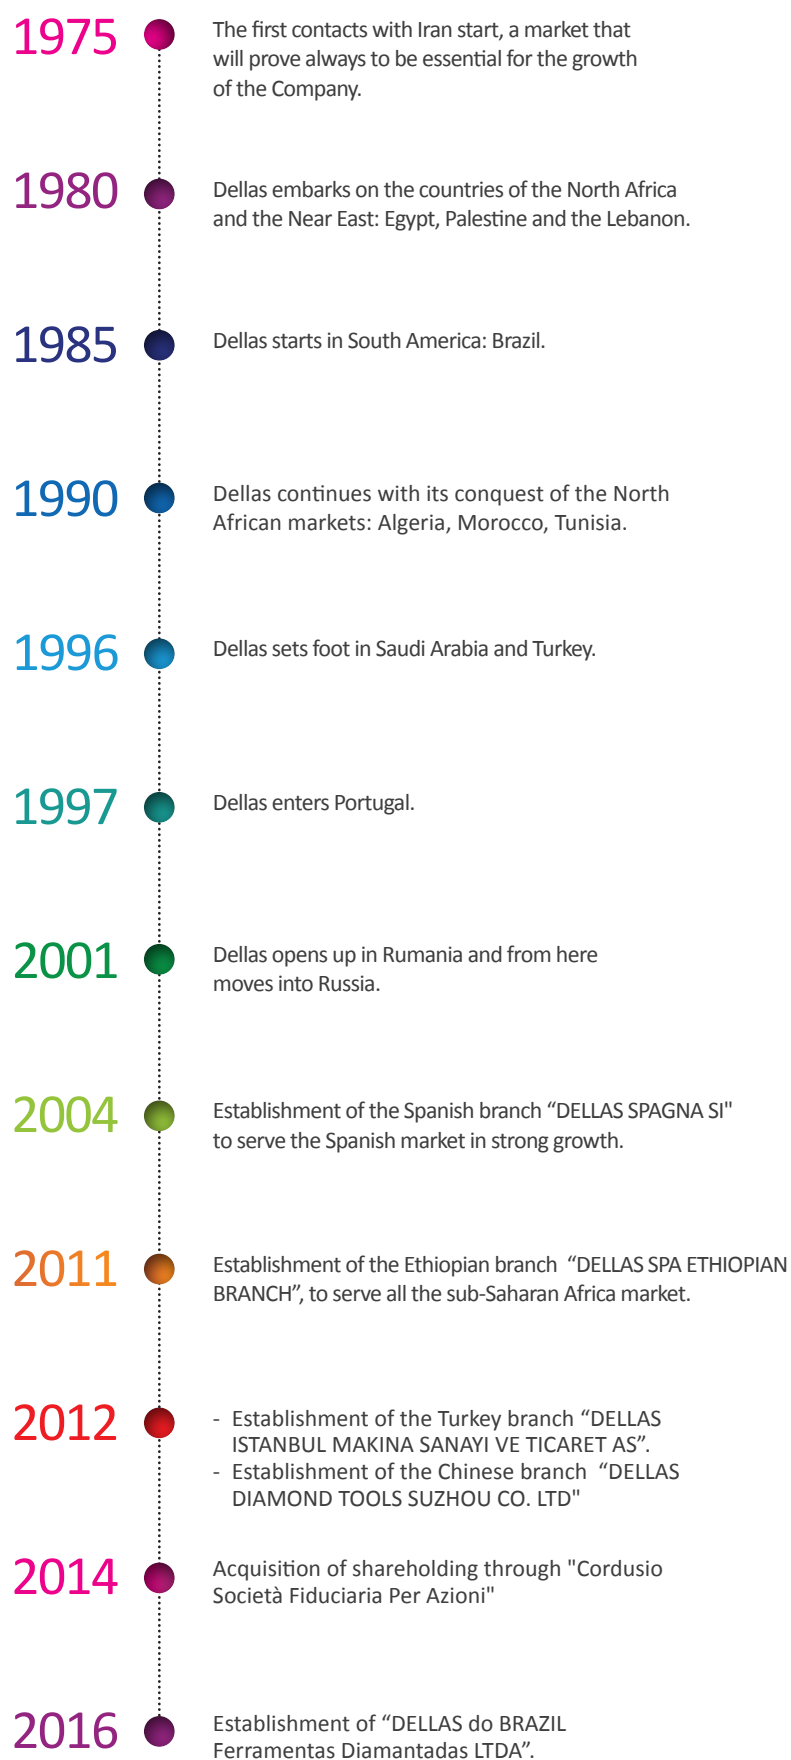 1975
The first contacts with Iran start, a market that
will prove always to be essential for the growth
of the Company.
1980
Dellas embarks on the countries of the North Africa
and the Near East: Egypt, Palestine and the Lebanon.
1985
Dellas starts in South America: Brazil.
1990
Dellas continues with its conquest of the North
African markets: Algeria, Morocco, Tunisia.
1996
Dellas sets foot in Saudi Arabia and Turkey.
1997
Dellas enters Portugal.
2001
Dellas opens up in Rumania and from here
moves into Russia.
2004
Establishment of the Spanish branch “DELLAS SPAGNA SI"
to serve the Spanish market in strong growth.
2011
Establishment of the Ethiopian branch “DELLAS SPA ETHIOPIAN
BRANCH”, to serve all the sub-Saharan Africa market.
2012
- Establishment of the Turkey branch “DELLAS
ISTANBUL MAKINA SANAYI VE TICARET AS”.
- Establishment of the Chinese branch “DELLAS
DIAMOND TOOLS SUZHOU CO. LTD"
2014
Acquisition of shareholding through "Cordusio
Società Fiduciaria Per Azioni"
2016
Establishment of “DELLAS do BRAZIL
Ferramentas Diamantadas LTDA”.